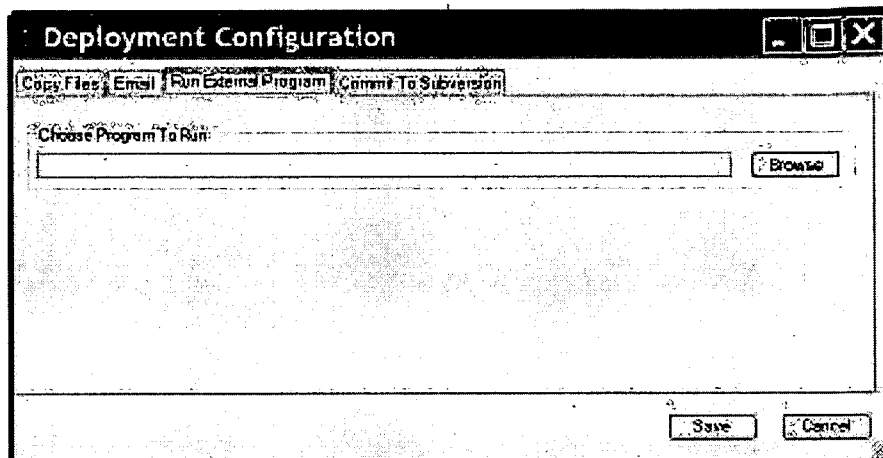 Deployment Configuration
Copy Files Email Run External Program Commit To Subversion
Choose Program To Run
Browse
Save Cancel